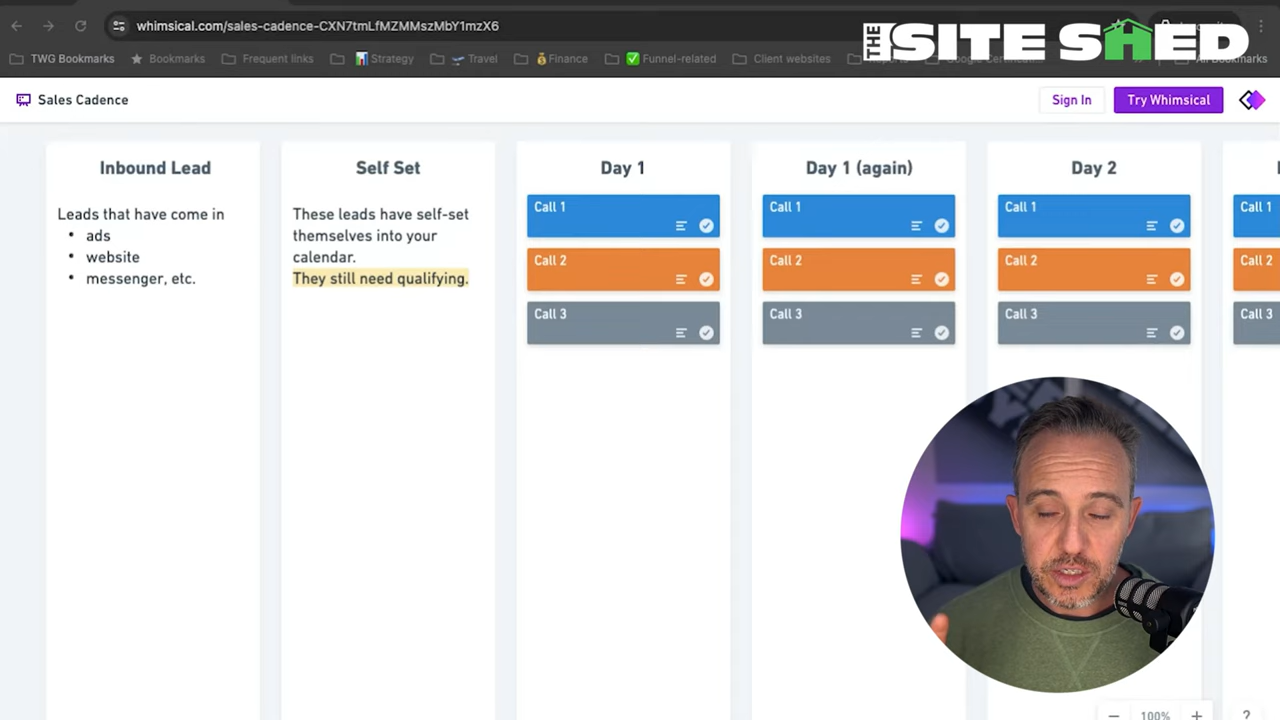 whimsical.com/sales-cadence-CXN7tmLfMZMMszMbY1mzX6
THE SITE SHED
TWG Bookmarks
Bookmarks
Frequent links
Strategy
Travel
Finance
Funnel-related
Client websites
All Bookmarks
Sales Cadence
Sign In
Try Whimsical
Inbound Lead
Leads that have come in
• ads
• website
• messenger, etc.
Self Set
These leads have self-set
themselves into your
calendar.
They still need qualifying.
Day 1
Call 1
Call 2
Call 3
Day 1 (again)
Call 1
Call 2
Call 3
Day 2
Call 1
Call 2
Call 3
Call 1
Call 2
Call 3
100%
?